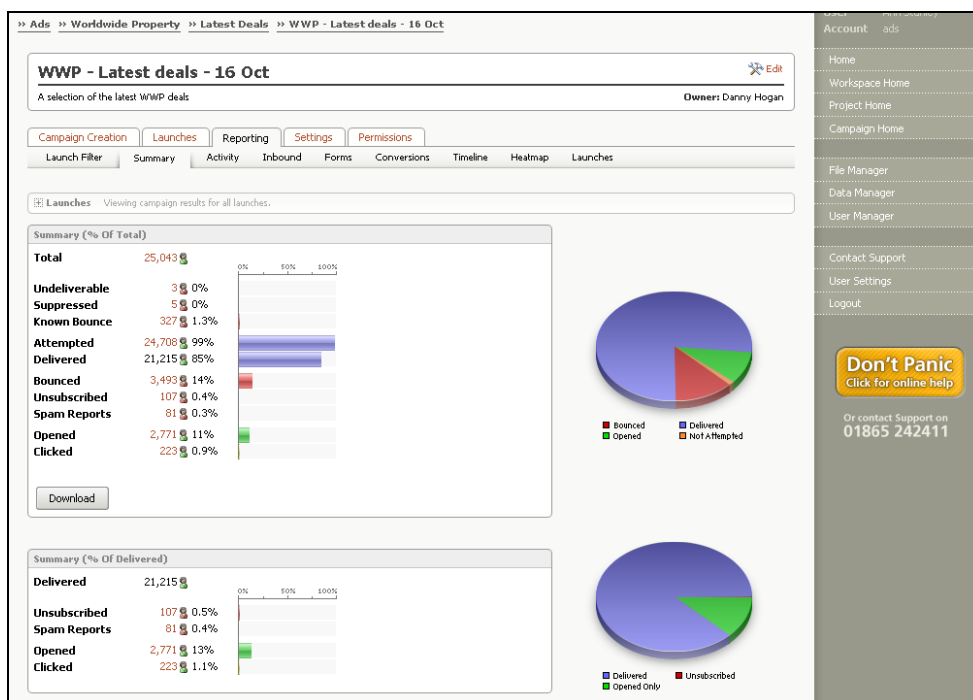 » Ads » Worldwide Property » Latest Deals » WWP - Latest deals - 16 Oct
WWP - Latest deals - 16 Oct
Edit
A selection of the latest WWP deals
Owner: Danny Hogan
Campaign Creation Launches Reporting Settings Permissions
Launch Filter Summary Activity Inbound Forms Conversions Timeline Heatmap Launches
Launches Viewing campaign results for all launches.
Summary (% Of Total)
Total 25,043
0% 50% 100%
Undeliverable 3 0%
Suppressed 5 0%
Known Bounce 327 1.3%
Attempted 24,708 99%
Delivered 21,215 85%
Bounced 3,493 14%
Unsubscribed 107 0.4%
Spam Reports 81 0.3%
Opened 2,771 11%
Clicked 223 0.9%
Download
Bounced Delivered
Opened Not Attempted
Summary (% Of Delivered)
Delivered 21,215
0% 50% 100%
Unsubscribed 107 0.5%
Spam Reports 81 0.4%
Opened 2,771 13%
Clicked 223 1.1%
Delivered Unsubscribed
Opened Only
User Ann Stanley
Account ads
Home
Workspace Home
Project Home
Campaign Home
File Manager
Data Manager
User Manager
Contact Support
User Settings
Logout
Don't Panic
Click for online help
Or contact Support on
01865 242411